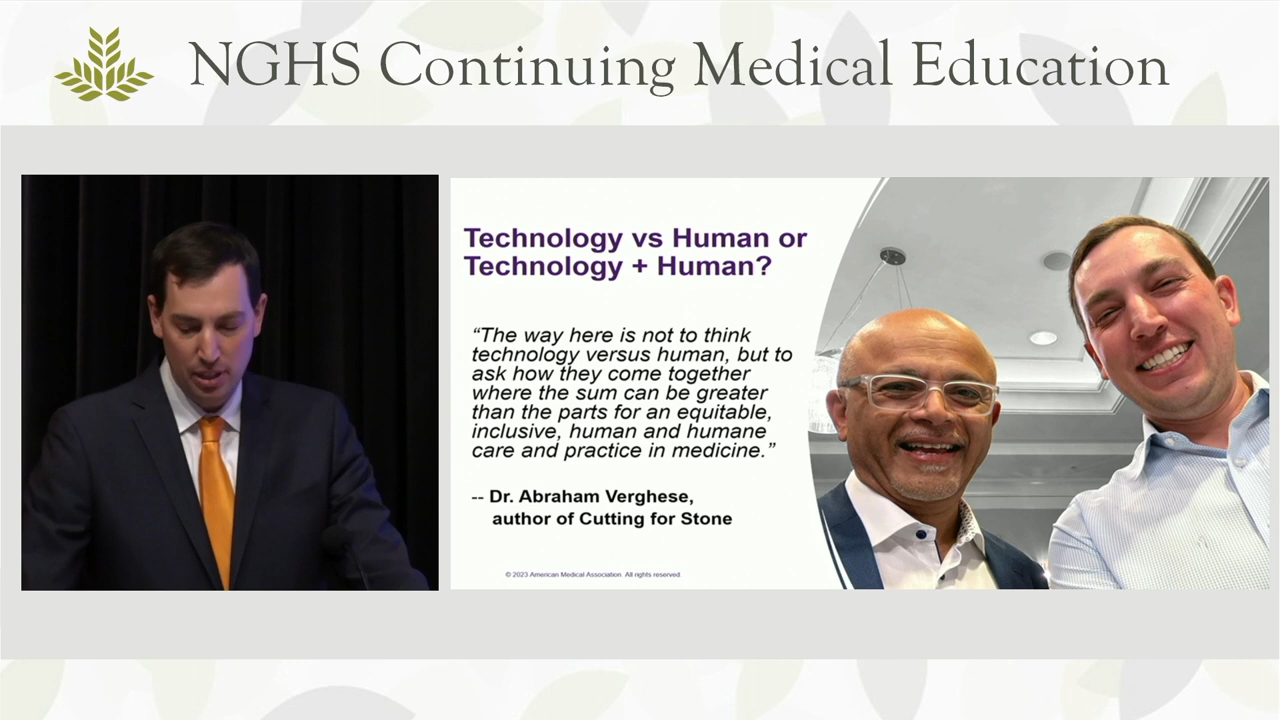 NGHS Continuing Medical Education
Technology vs Human or
Technology + Human?
“The way here is not to think
technology versus human, but to
ask how they come together
where the sum can be greater
than the parts for an equitable,
inclusive, human and humane
care and practice in medicine.”
-- Dr. Abraham Verghese,
author of Cutting for Stone
© 2023 American Medical Association. All rights reserved.